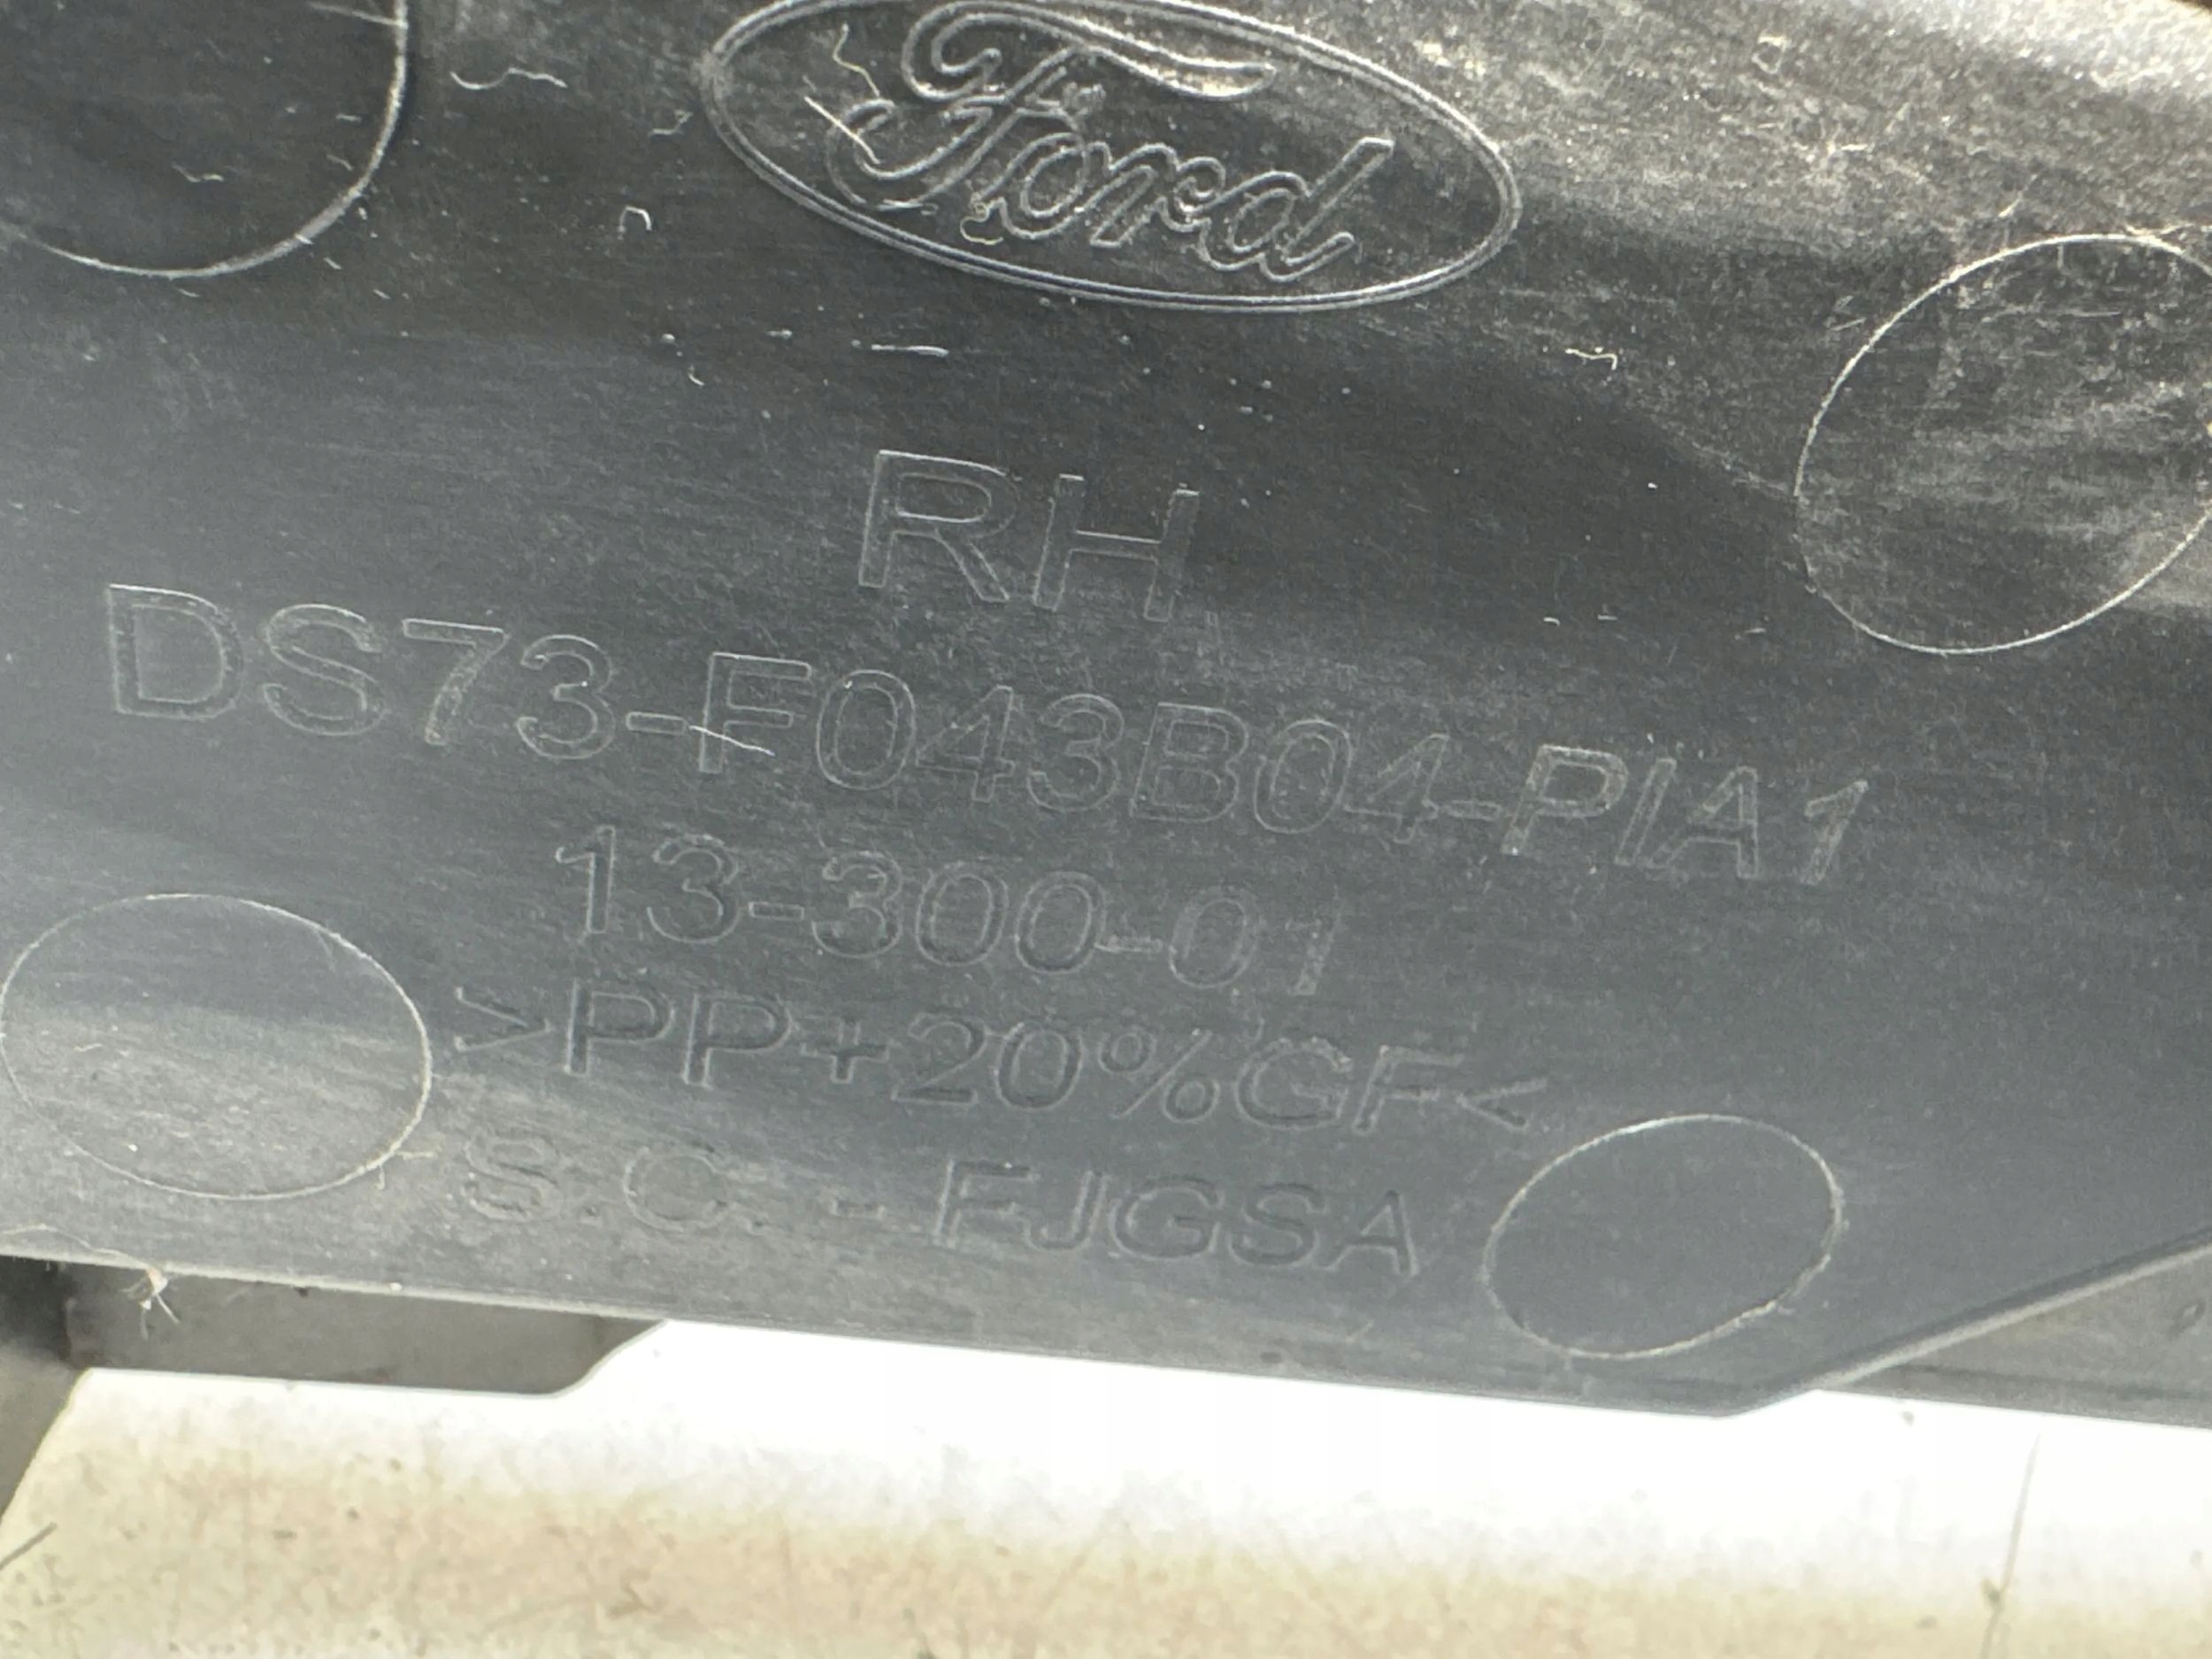 Ford
RH
DS73-F043B04-PIA1
13-300-01
>PP+20%GF<
S.C. - FJGSA